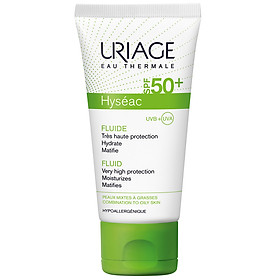 URIAGE
EAU THERMALE
Hyséac
SPF 50+
UVB + UVA
FLUIDE
Très haute protection
Hydrate
Matifie
FLUID
Very high protection
Moisturizes
Matifies
PEAUX MIXTES À GRASSES
COMBINATION TO OILY SKIN
HYPOALLERGÉNIQUE